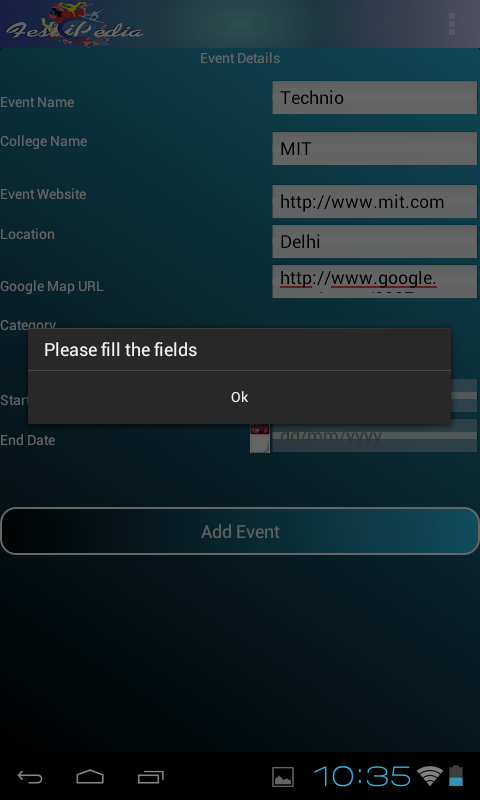 Fest iPedia
Event Details
Event Name Technio
College Name MIT
Event Website http://www.mit.com
Location Delhi
Google Map URL http://www.google.
Category
Please fill the fields
Ok
Start
End Date dd/mm/yyyy
Add Event
10:35